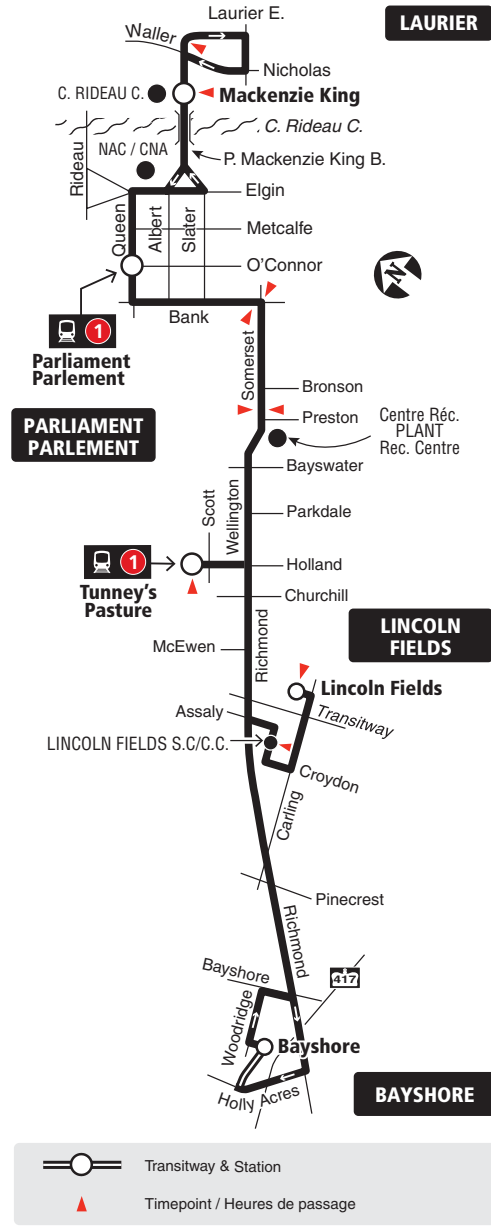 Laurier E.
LAURIER
Waller
Nicholas
C. RIDEAU C.
Mackenzie King
C. Rideau C.
NAC / CNA
P. Mackenzie King B.
Rideau
Elgin
Queen
Albert
Slater
Metcalfe
O'Connor
N
Bank
1
Parliament
Parlement
Somerset
Bronson
Preston
Centre Réc.
PLANT
Rec. Centre
PARLIAMENT
PARLEMENT
Bayswater
Wellington
Scott
Parkdale
1
Tunney's
Pasture
Holland
Churchill
LINCOLN
FIELDS
McEwen
Richmond
Lincoln Fields
Transitway
Assaly
LINCOLN FIELDS S.C/C.C.
Croydon
Carling
Pinecrest
Richmond
417
Bayshore
Woodridge
Bayshore
Holly Acres
BAYSHORE
Transitway & Station
Timepoint / Heures de passage